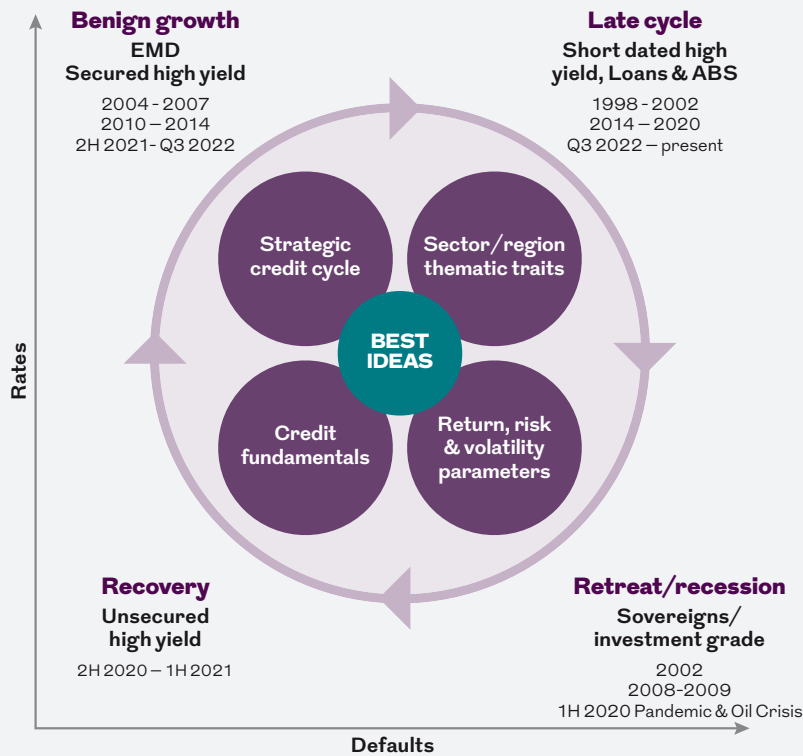 Benign growth
EMD
Secured high yield
2004 - 2007
2010 – 2014
2H 2021- Q3 2022
Late cycle
Short dated high
yield, Loans & ABS
1998 - 2002
2014 – 2020
Q3 2022 – present
Strategic
credit cycle
Sector/region
thematic traits
BEST
IDEAS
Credit
fundamentals
Return, risk
& volatility
parameters
Rates
Recovery
Unsecured
high yield
2H 2020 – 1H 2021
Retreat/recession
Sovereigns/
investment grade
2002
2008-2009
1H 2020 Pandemic & Oil Crisis
Defaults